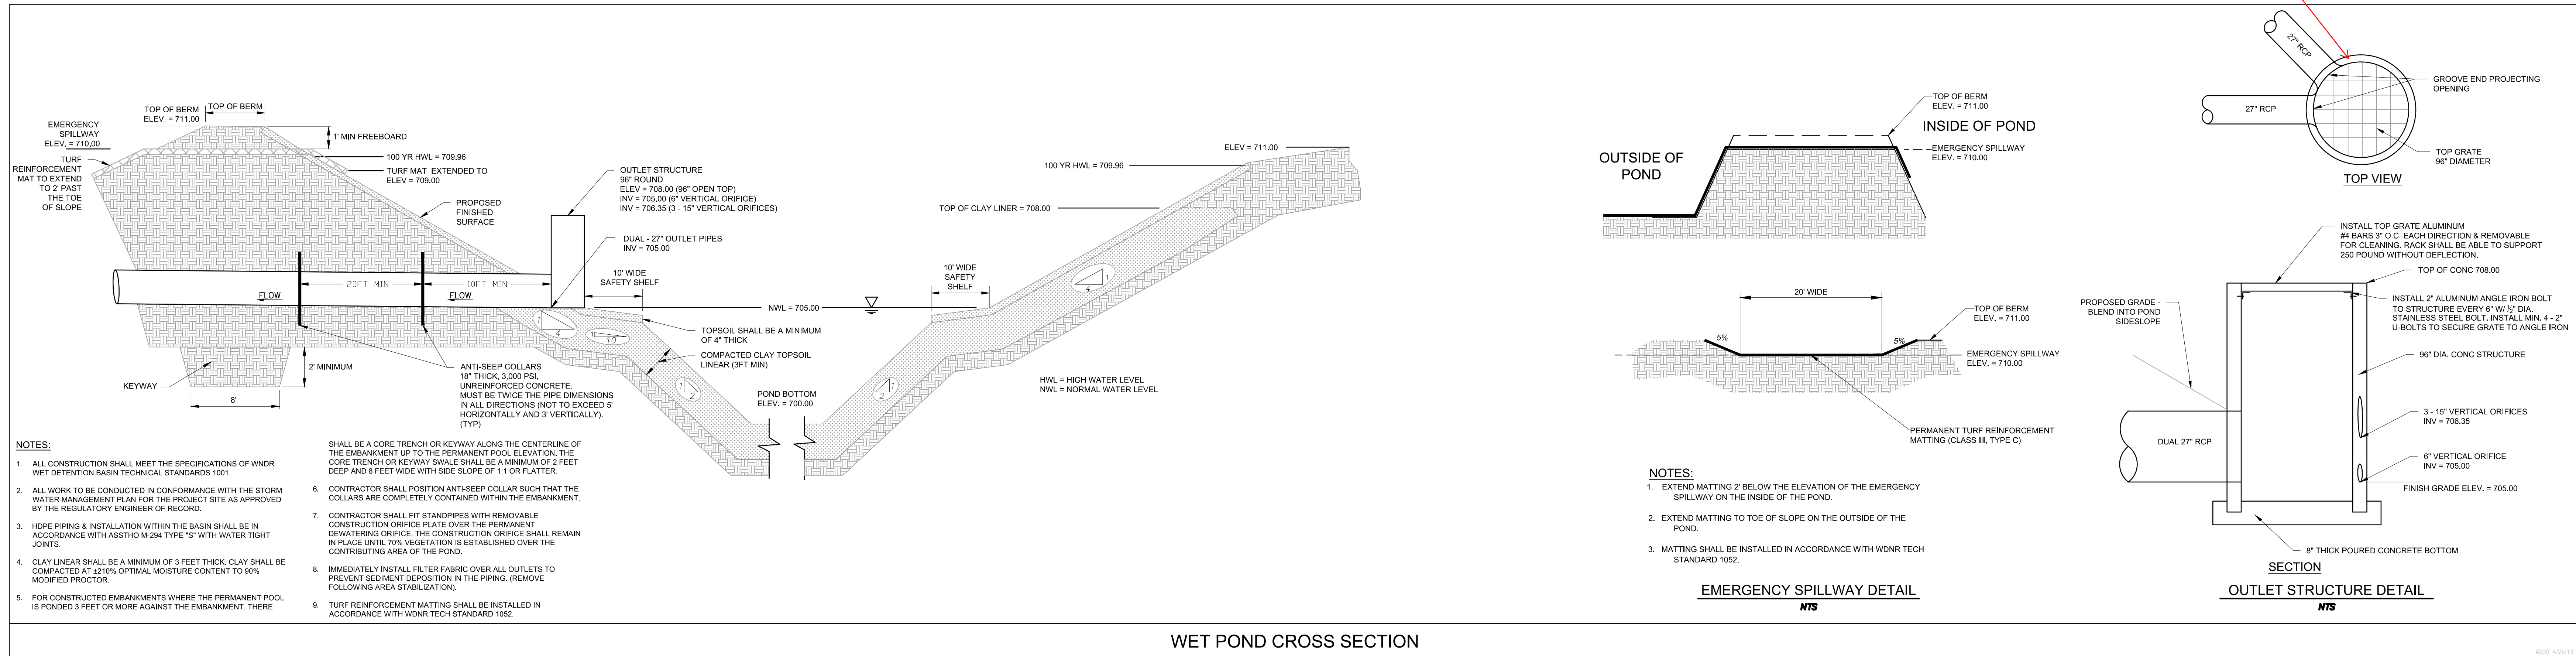 TOP OF BERM
ELEV. = 711.00
TOP OF BERM
EMERGENCY
SPILLWAY
ELEV. = 710.00
TURF
REINFORCEMENT
MAT TO EXTEND
TO 2' PAST
THE TOE
OF SLOPE
1' MIN FREEBOARD
100 YR HWL = 709.96
TURF MAT EXTENDED TO
ELEV = 709.00
PROPOSED
FINISHED
SURFACE
OUTLET STRUCTURE
96" ROUND
ELEV = 708.00 (96" OPEN TOP)
INV = 705.00 (6" VERTICAL ORIFICE)
INV = 706.35 (3 - 15" VERTICAL ORIFICES)
DUAL - 27" OUTLET PIPES
INV = 705.00
10' WIDE
SAFETY SHELF
FLOW
20FT MIN
FLOW
10FT MIN
NWL = 705.00
1
4
1
10
TOPSOIL SHALL BE A MINIMUM
OF 4" THICK
COMPACTED CLAY TOPSOIL
LINEAR (3FT MIN)
1
2
KEYWAY
2' MINIMUM
8'
ANTI-SEEP COLLARS
18" THICK, 3,000 PSI,
UNREINFORCED CONCRETE.
MUST BE TWICE THE PIPE DIMENSIONS
IN ALL DIRECTIONS (NOT TO EXCEED 5'
HORIZONTALLY AND 3' VERTICALLY).
(TYP)
POND BOTTOM
ELEV. = 700.00
1
2
10' WIDE
SAFETY
SHELF
TOP OF CLAY LINER = 708.00
100 YR HWL = 709.96
ELEV = 711.00
1
4
HWL = HIGH WATER LEVEL
NWL = NORMAL WATER LEVEL
NOTES:
1. ALL CONSTRUCTION SHALL MEET THE SPECIFICATIONS OF WNDR
WET DETENTION BASIN TECHNICAL STANDARDS 1001.
2. ALL WORK TO BE CONDUCTED IN CONFORMANCE WITH THE STORM
WATER MANAGEMENT PLAN FOR THE PROJECT SITE AS APPROVED
BY THE REGULATORY ENGINEER OF RECORD.
3. HDPE PIPING & INSTALLATION WITHIN THE BASIN SHALL BE IN
ACCORDANCE WITH ASSTHO M-294 TYPE "S" WITH WATER TIGHT
JOINTS.
4. CLAY LINEAR SHALL BE A MINIMUM OF 3 FEET THICK. CLAY SHALL BE
COMPACTED AT ±210% OPTIMAL MOISTURE CONTENT TO 90%
MODIFIED PROCTOR.
5. FOR CONSTRUCTED EMBANKMENTS WHERE THE PERMANENT POOL
IS PONDED 3 FEET OR MORE AGAINST THE EMBANKMENT. THERE
SHALL BE A CORE TRENCH OR KEYWAY ALONG THE CENTERLINE OF
THE EMBANKMENT UP TO THE PERMANENT POOL ELEVATION. THE
CORE TRENCH OR KEYWAY SWALE SHALL BE A MINIMUM OF 2 FEET
DEEP AND 8 FEET WIDE WITH SIDE SLOPE OF 1:1 OR FLATTER.
6. CONTRACTOR SHALL POSITION ANTI-SEEP COLLAR SUCH THAT THE
COLLARS ARE COMPLETELY CONTAINED WITHIN THE EMBANKMENT.
7. CONTRACTOR SHALL FIT STANDPIPES WITH REMOVABLE
CONSTRUCTION ORIFICE PLATE OVER THE PERMANENT
DEWATERING ORIFICE. THE CONSTRUCTION ORIFICE SHALL REMAIN
IN PLACE UNTIL 70% VEGETATION IS ESTABLISHED OVER THE
CONTRIBUTING AREA OF THE POND.
8. IMMEDIATELY INSTALL FILTER FABRIC OVER ALL OUTLETS TO
PREVENT SEDIMENT DEPOSITION IN THE PIPING. (REMOVE
FOLLOWING AREA STABILIZATION).
9. TURF REINFORCEMENT MATTING SHALL BE INSTALLED IN
ACCORDANCE WITH WDNR TECH STANDARD 1052.
TOP OF BERM
ELEV. = 711.00
INSIDE OF POND
EMERGENCY SPILLWAY
ELEV. = 710.00
OUTSIDE OF
POND
20' WIDE
TOP OF BERM
ELEV. = 711.00
5%
5%
EMERGENCY SPILLWAY
ELEV. = 710.00
PERMANENT TURF REINFORCEMENT
MATTING (CLASS III, TYPE C)
NOTES:
1. EXTEND MATTING 2' BELOW THE ELEVATION OF THE EMERGENCY
SPILLWAY ON THE INSIDE OF THE POND.
2. EXTEND MATTING TO TOE OF SLOPE ON THE OUTSIDE OF THE
POND.
3. MATTING SHALL BE INSTALLED IN ACCORDANCE WITH WDNR TECH
STANDARD 1052.
EMERGENCY SPILLWAY DETAIL
NTS
27" RCP
27" RCP
GROOVE END PROJECTING
OPENING
TOP GRATE
96" DIAMETER
TOP VIEW
INSTALL TOP GRATE ALUMINUM
#4 BARS 3" O.C. EACH DIRECTION & REMOVABLE
FOR CLEANING. RACK SHALL BE ABLE TO SUPPORT
250 POUND WITHOUT DEFLECTION.
TOP OF CONC 708.00
PROPOSED GRADE -
BLEND INTO POND
SIDESLOPE
INSTALL 2" ALUMINUM ANGLE IRON BOLT
TO STRUCTURE EVERY 6" W/ ½" DIA.
STAINLESS STEEL BOLT. INSTALL MIN. 4 - 2"
U-BOLTS TO SECURE GRATE TO ANGLE IRON
96" DIA. CONC STRUCTURE
DUAL 27" RCP
3 - 15" VERTICAL ORIFICES
INV = 706.35
6" VERTICAL ORIFICE
INV = 705.00
FINISH GRADE ELEV. = 705.00
8" THICK POURED CONCRETE BOTTOM
SECTION
OUTLET STRUCTURE DETAIL
NTS
WET POND CROSS SECTION